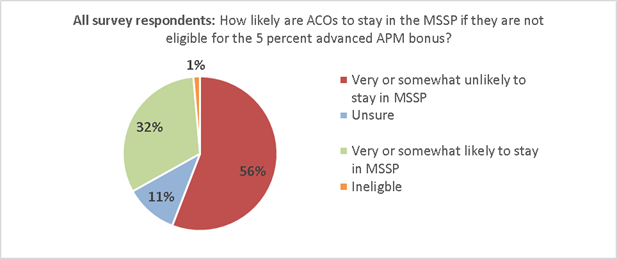 All survey respondents: How likely are ACOs to stay in the MSSP if they are not
eligible for the 5 percent advanced APM bonus?
1%
32%
11%
56%
Very or somewhat unlikely to
stay in MSSP
Unsure
Very or somewhat likely to stay
in MSSP
Ineligble